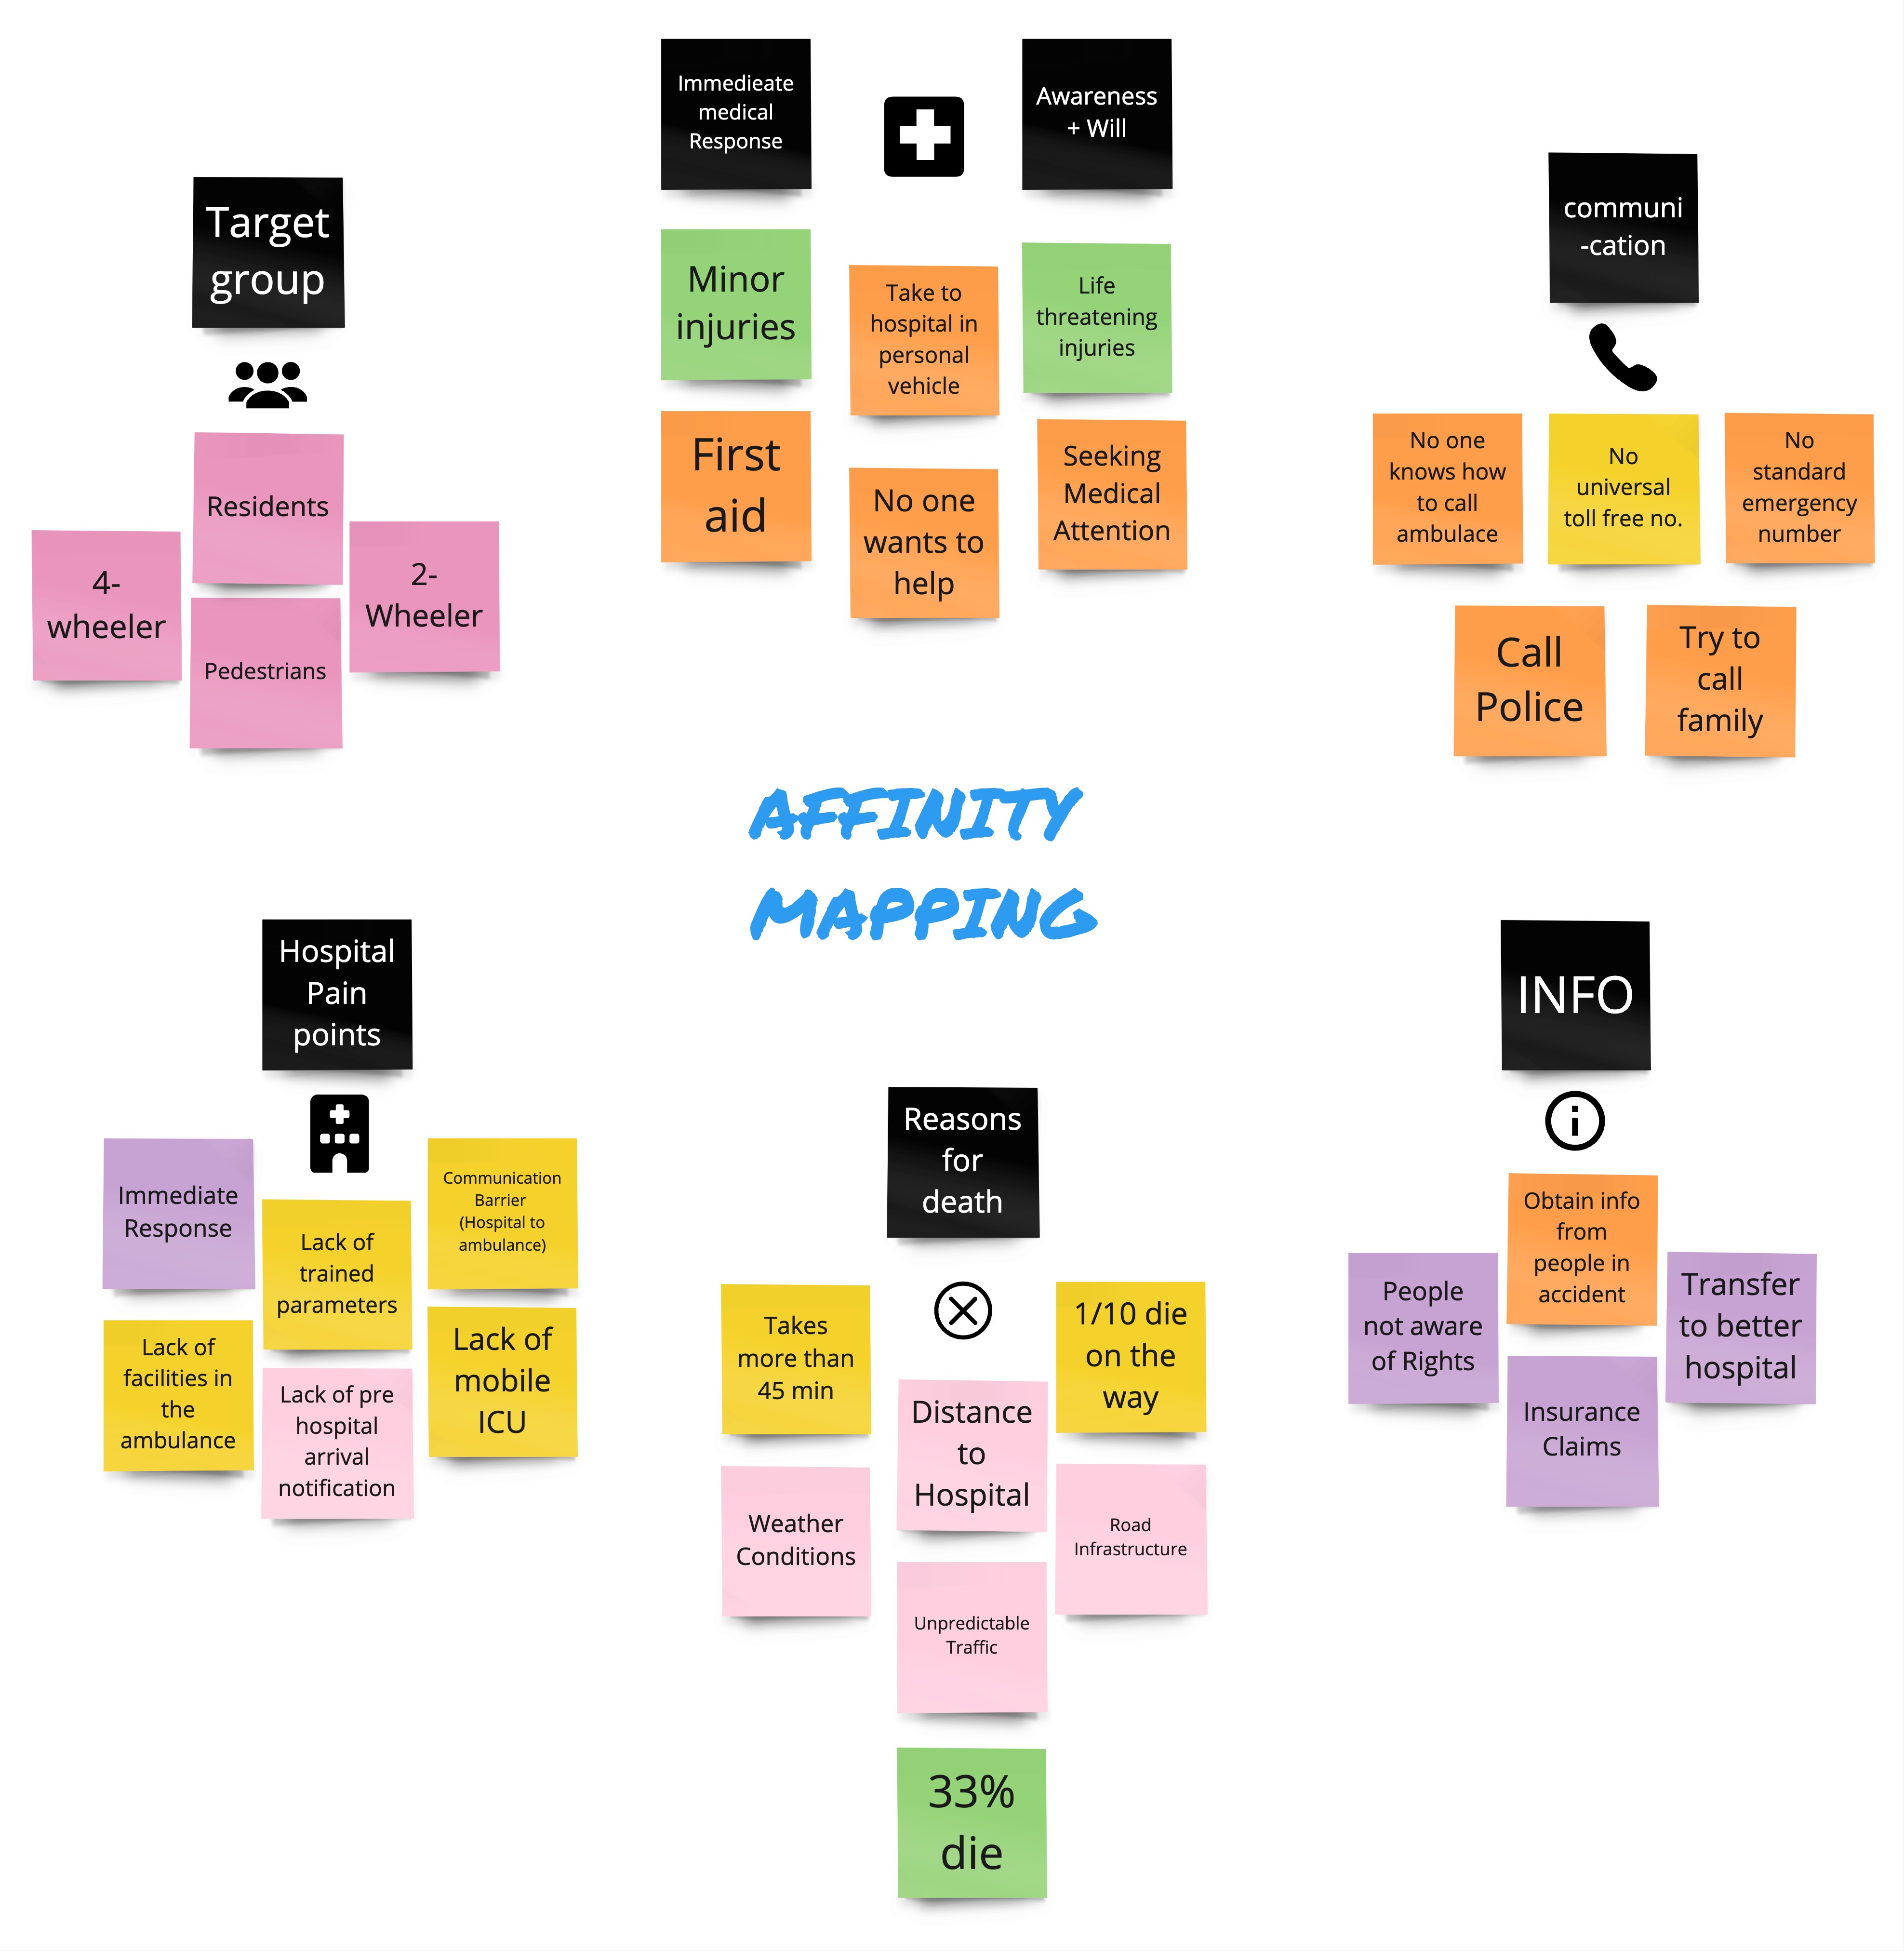 Immedieate
medical
Response
Awareness
+ Will
Minor
injuries
Take to
hospital in
personal
vehicle
Life
threatening
injuries
First
aid
No one
wants to
help
Seeking
Medical
Attention
Target
group
Residents
4-
wheeler
2-
Wheeler
Pedestrians
communi
-cation
No one
knows how
to call
ambulace
No
universal
toll free no.
No
standard
emergency
number
Call
Police
Try to
call
family
AFFINITY
MAPPING
Hospital
Pain
points
Immediate
Response
Lack of
trained
parameters
Communication
Barrier
(Hospital to
ambulance)
Lack of
facilities in
the
ambulance
Lack of pre
hospital
arrival
notification
Lack of
mobile
ICU
Reasons
for
death
Takes
more than
45 min
1/10 die
on the
way
Distance
to
Hospital
Weather
Conditions
Road
Infrastructure
Unpredictable
Traffic
33%
die
INFO
Obtain info
from
people in
accident
People
not aware
of Rights
Transfer
to better
hospital
Insurance
Claims